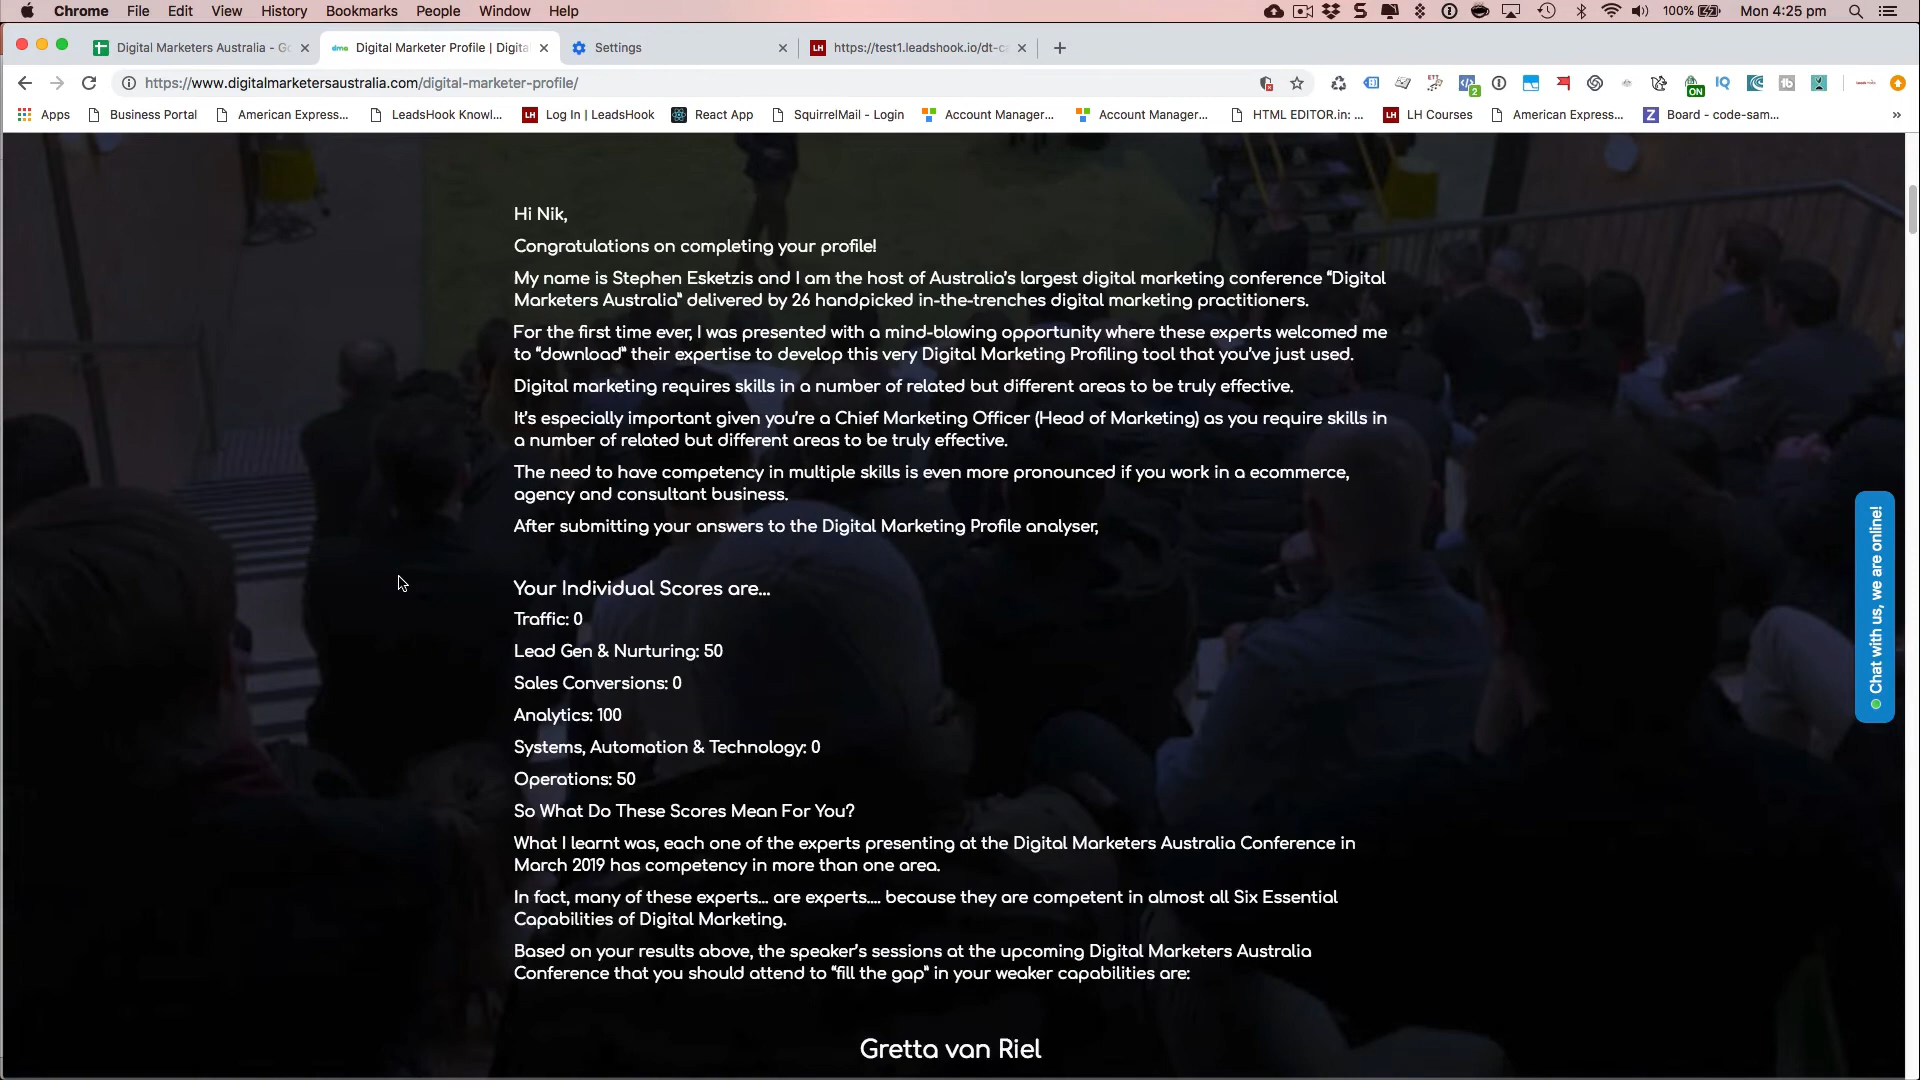 Chrome File Edit View History Bookmarks People Window Help 100% Mon 4:25 pm
Digital Marketers Australia - Go
Digital Marketer Profile | Digita
Settings
https://test1.leadshook.io/dt-c
https://www.digitalmarketersaustralia.com/digital-marketer-profile/
Apps Business Portal American Express... LeadsHook Knowl... LH Log In | LeadsHook React App SquirrelMail - Login Account Manager... Account Manager... HTML EDITOR.in: ... LH LH Courses American Express... Z Board - code-sam... »
Hi Nik,
Congratulations on completing your profile!
My name is Stephen Esketzis and I am the host of Australia's largest digital marketing conference "Digital
Marketers Australia" delivered by 26 handpicked in-the-trenches digital marketing practitioners.
For the first time ever, I was presented with a mind-blowing opportunity where these experts welcomed me
to "download" their expertise to develop this very Digital Marketing Profiling tool that you've just used.
Digital marketing requires skills in a number of related but different areas to be truly effective.
It's especially important given you're a Chief Marketing Officer (Head of Marketing) as you require skills in
a number of related but different areas to be truly effective.
The need to have competency in multiple skills is even more pronounced if you work in a ecommerce,
agency and consultant business.
After submitting your answers to the Digital Marketing Profile analyser,
Your Individual Scores are...
Traffic: 0
Lead Gen & Nurturing: 50
Sales Conversions: 0
Analytics: 100
Systems, Automation & Technology: 0
Operations: 50
So What Do These Scores Mean For You?
What I learnt was, each one of the experts presenting at the Digital Marketers Australia Conference in
March 2019 has competency in more than one area.
In fact, many of these experts... are experts.... because they are competent in almost all Six Essential
Capabilities of Digital Marketing.
Based on your results above, the speaker's sessions at the upcoming Digital Marketers Australia
Conference that you should attend to "fill the gap" in your weaker capabilities are:
Gretta van Riel
Chat with us, we are online!